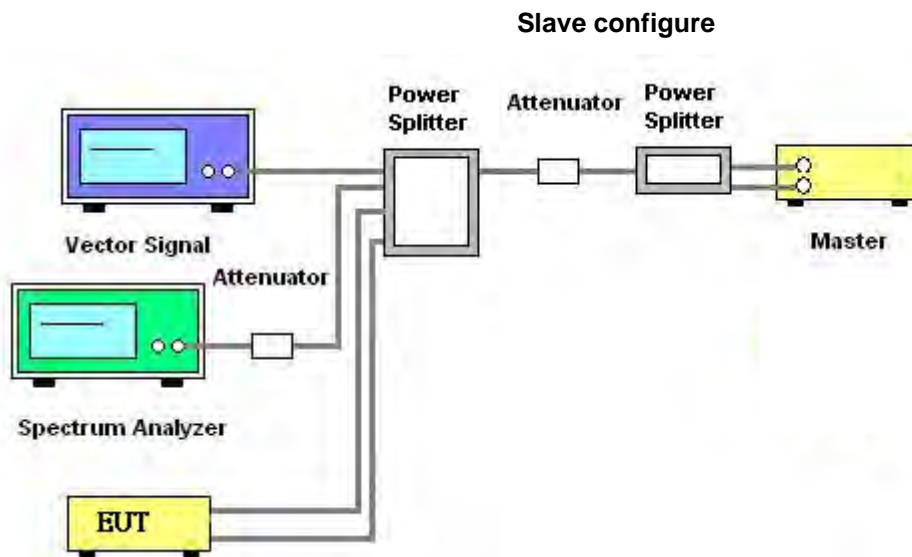 Slave configure
Power
Splitter
Attenuator
Power
Splitter
Vector Signal
Master
Attenuator
Spectrum Analyzer
EUT